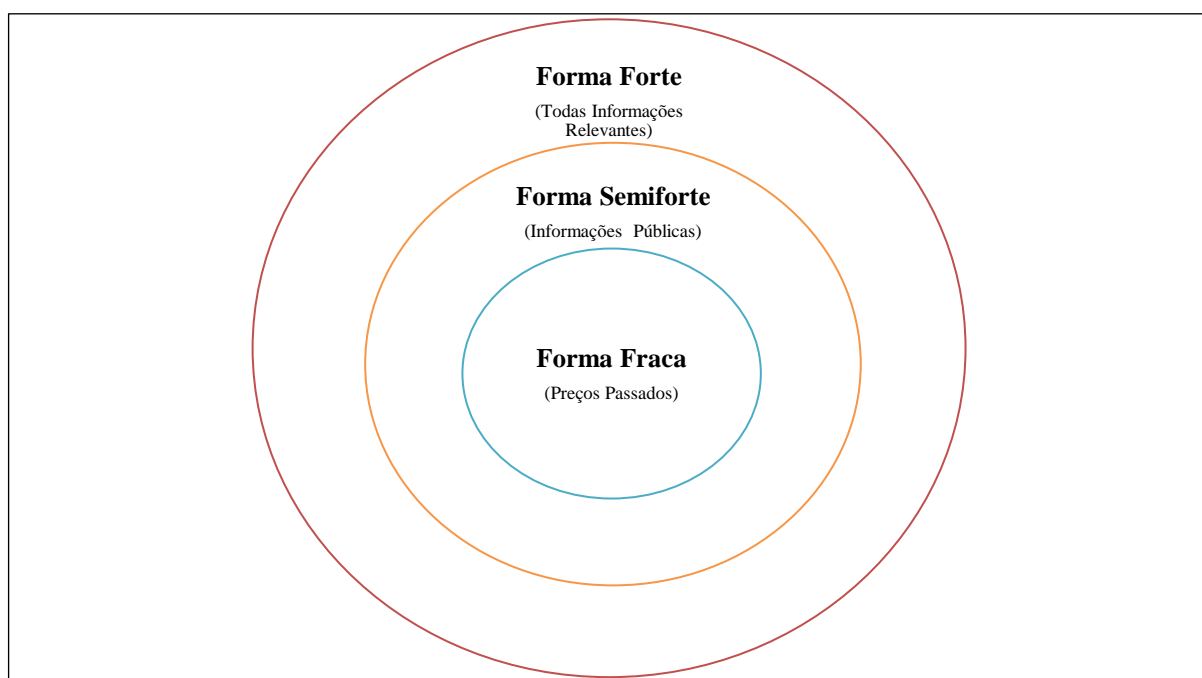 Forma Forte
(Todas Informações
Relevantes)
Forma Semiforte
(Informações Públicas)
Forma Fraca
(Preços Passados)